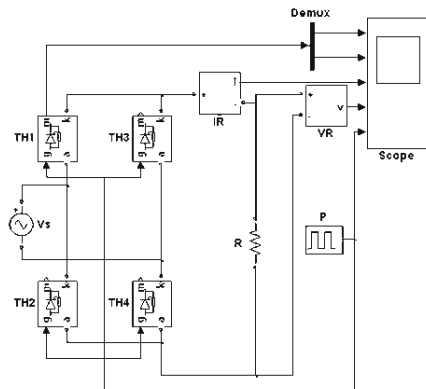 Demux
m k
m k
TH1
TH3
g a
g a
+ i
-
IR
+ v
-
VR
Scope
Vs
R
P
m k
m k
TH2
TH4
g a
g a